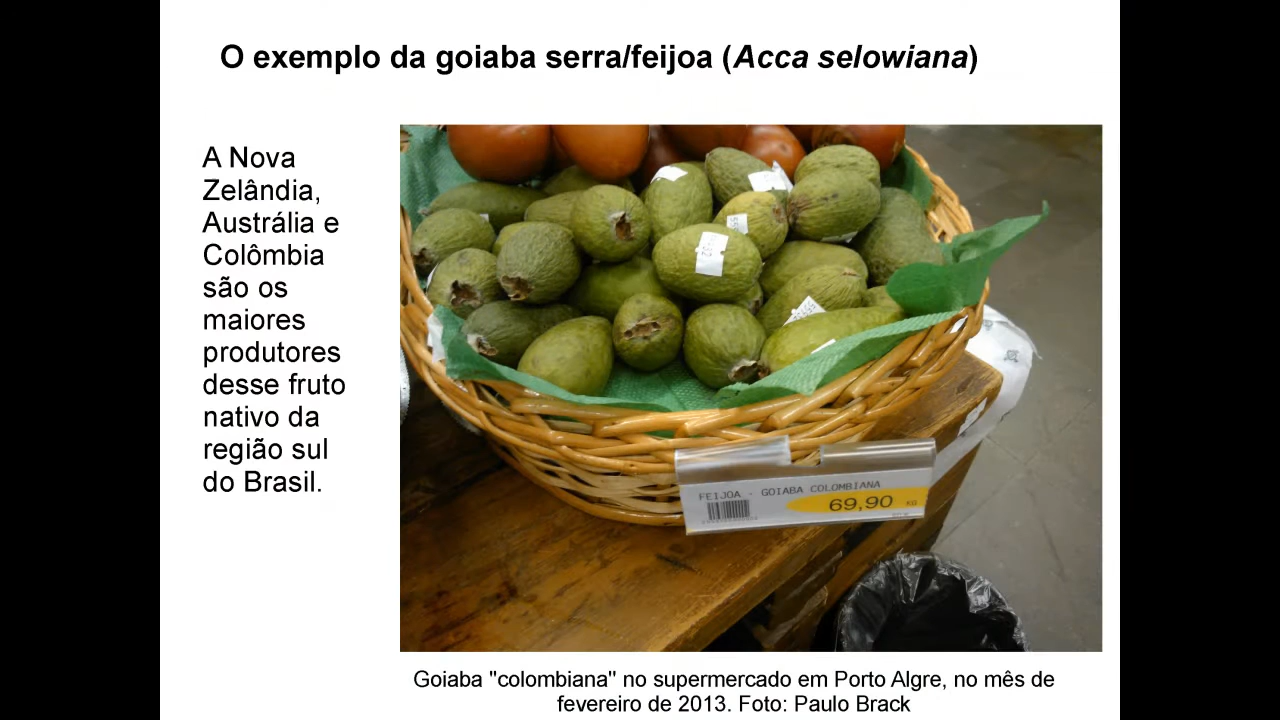 O exemplo da goiaba serra/feijoa (Acca selowiana)
A Nova
Zelândia,
Austrália e
Colômbia
são os
maiores
produtores
desse fruto
nativo da
região sul
do Brasil.
FEIJOA - GOIABA COLOMBIANA
69,90 KG
Goiaba "colombiana" no supermercado em Porto Algre, no mês de
fevereiro de 2013. Foto: Paulo Brack